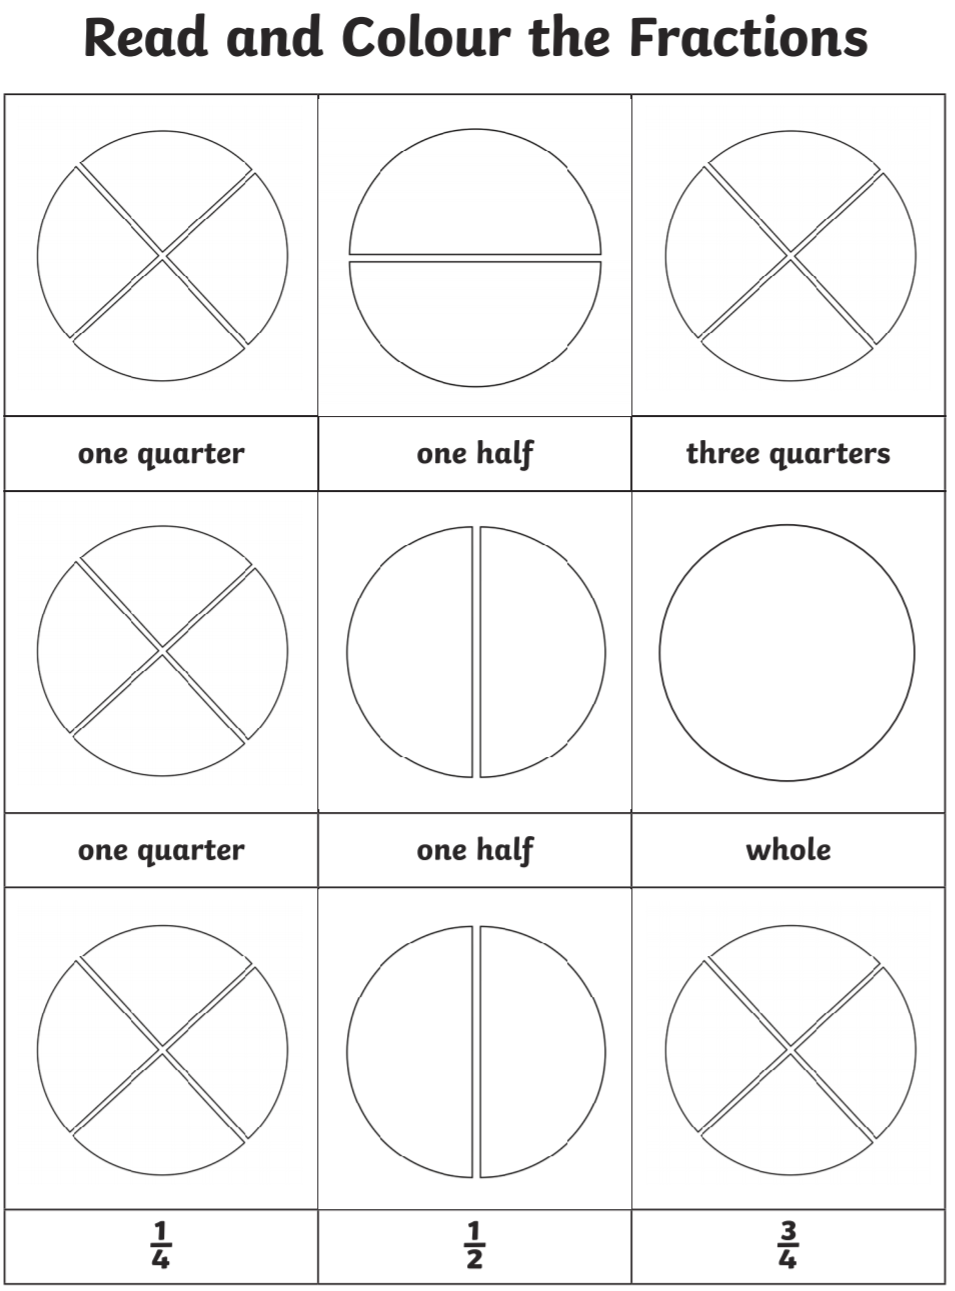 Read and Colour the Fractions
one quarter
one half
three quarters
one quarter
one half
whole
1/4
1/2
3/4